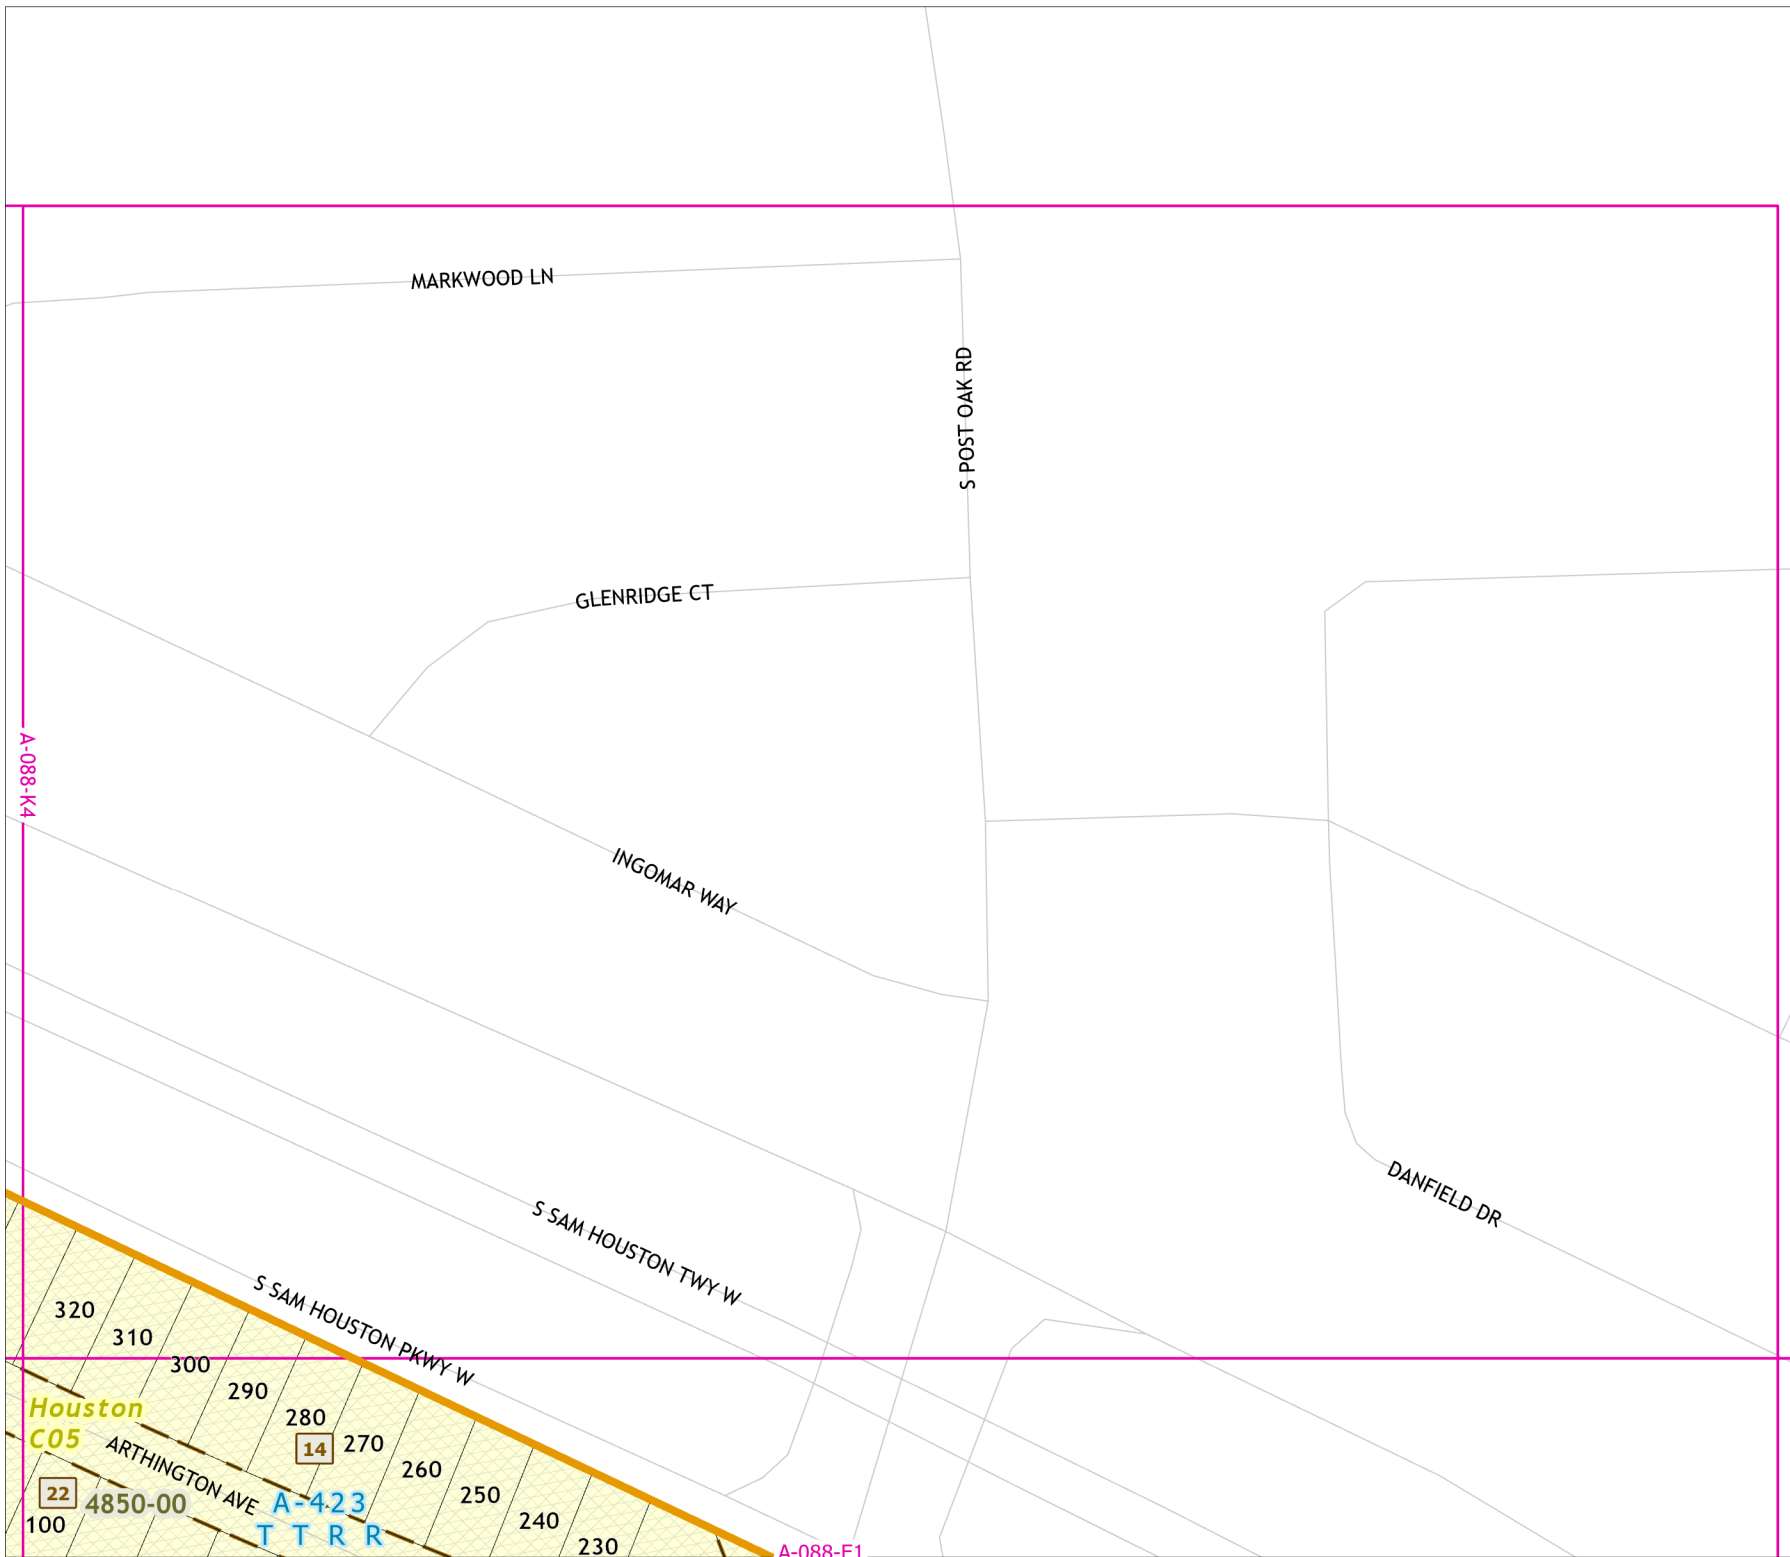 MARKWOOD LN
S POST OAK RD
GLENRIDGE CT
A-088-K4
INGOMAR WAY
DANFIELD DR
S SAM HOUSTON TWY W
S SAM HOUSTON PKWY W
320
310
300
290
280
14
270
260
250
240
230
Houston
C05
ARTHINGTON AVE
22
4850-00
100
A-423
T T R R